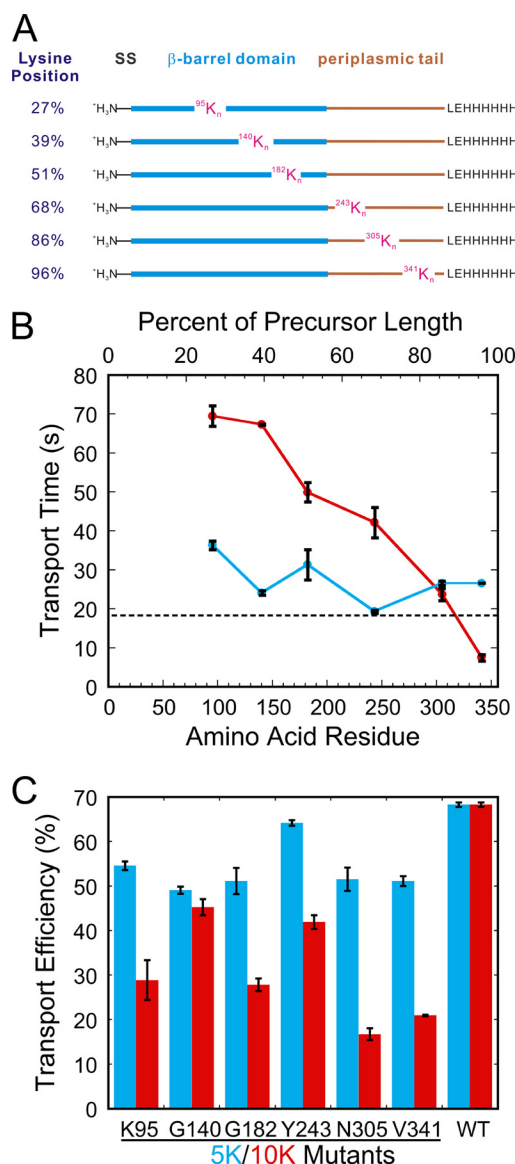 A
Lysine Position SS β-barrel domain periplasmic tail
27% +H3N 95Kn LEHHHHHH
39% +H3N 140Kn LEHHHHHH
51% +H3N 182Kn LEHHHHHH
68% +H3N 243Kn LEHHHHHH
86% +H3N 305Kn LEHHHHHH
96% +H3N 341Kn LEHHHHHH
B
Percent of Precursor Length
0 20 40 60 80 100
Transport Time (s)
80
70
60
50
40
30
20
10
0
0 50 100 150 200 250 300 350
Amino Acid Residue
C
Transport Efficiency (%)
70
60
50
40
30
20
10
0
K95 G140 G182 Y243 N305 V341 WT
5K/10K Mutants